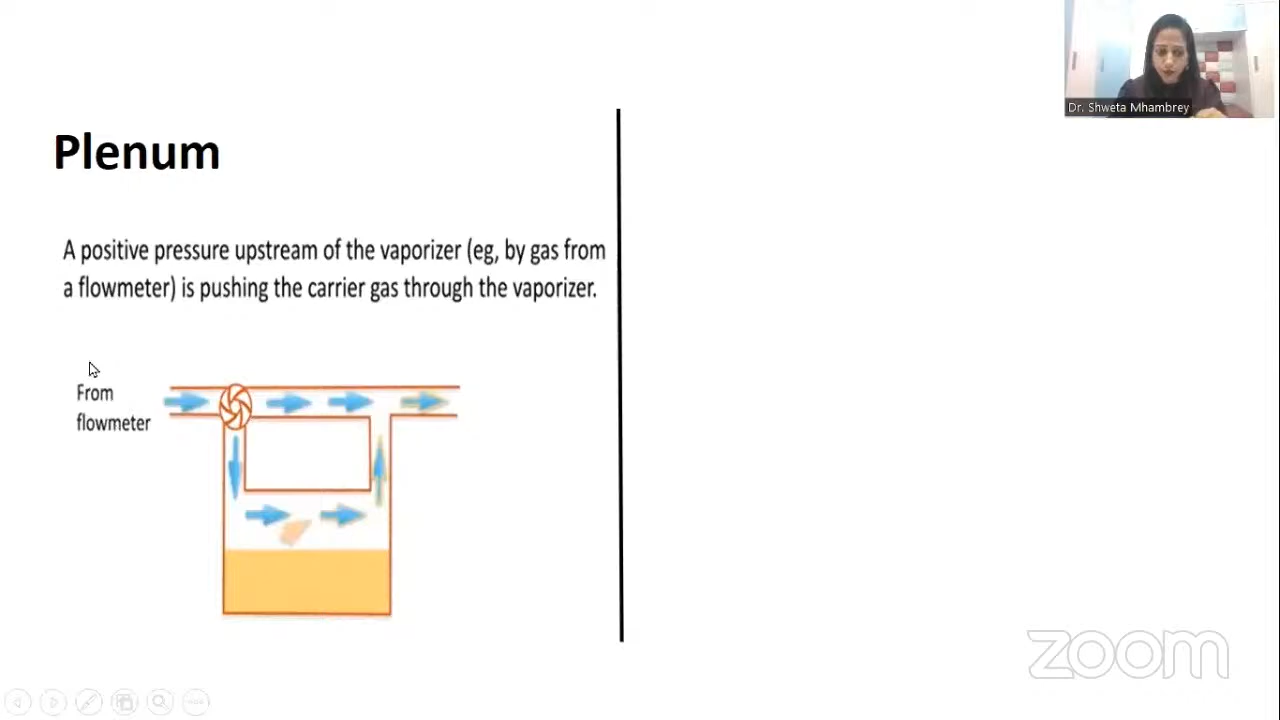 Dr. Shweta Mhambrey
Plenum
A positive pressure upstream of the vaporizer (eg, by gas from
a flowmeter) is pushing the carrier gas through the vaporizer.
From
flowmeter
zoom